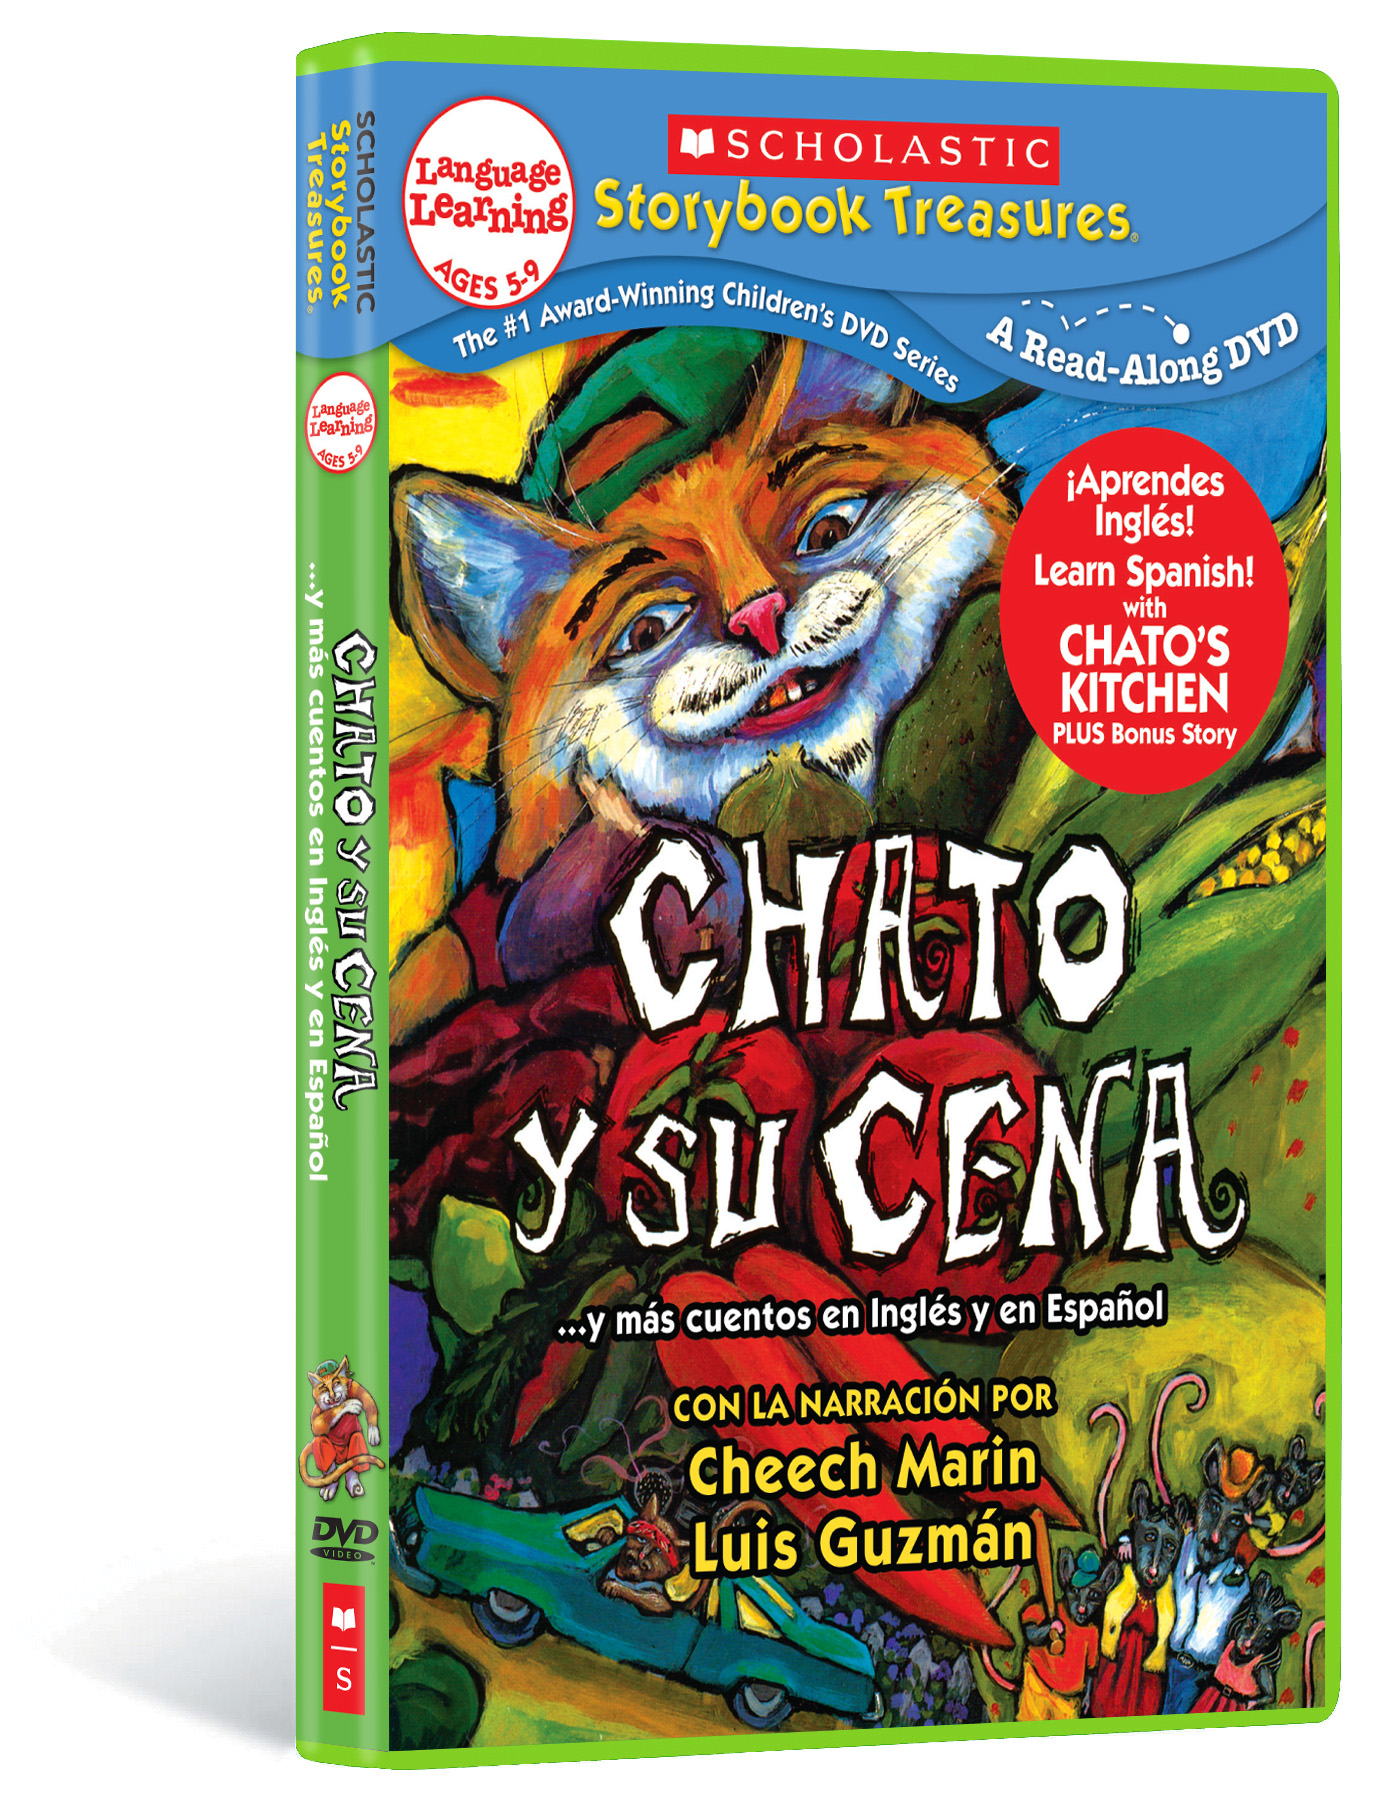 SCHOLASTIC
Storybook Treasures®
Language
Learning
AGES 5-9
The #1 Award-Winning Children's DVD Series
A Read-Along DVD
¡Aprendes
Inglés!
Learn Spanish!
with
CHATO'S
KITCHEN
PLUS Bonus Story
CHATO
Y SU CENA
...y más cuentos en Inglés y en Español
CON LA NARRACIÓN POR
Cheech Marin
Luis Guzmán
SCHOLASTIC
Storybook
Treasures®
Language
Learning
AGES 5-9
CHATO Y SU CENA
...y más cuentos en Inglés y en Español
DVD
VIDEO
S